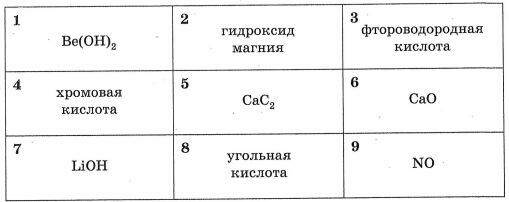 1
Be(OH)₂
2
гидроксид
магния
3
фтороводородная
кислота
4
хромовая
кислота
5
CaC₂
6
CaO
7
LiOH
8
угольная
кислота
9
NO